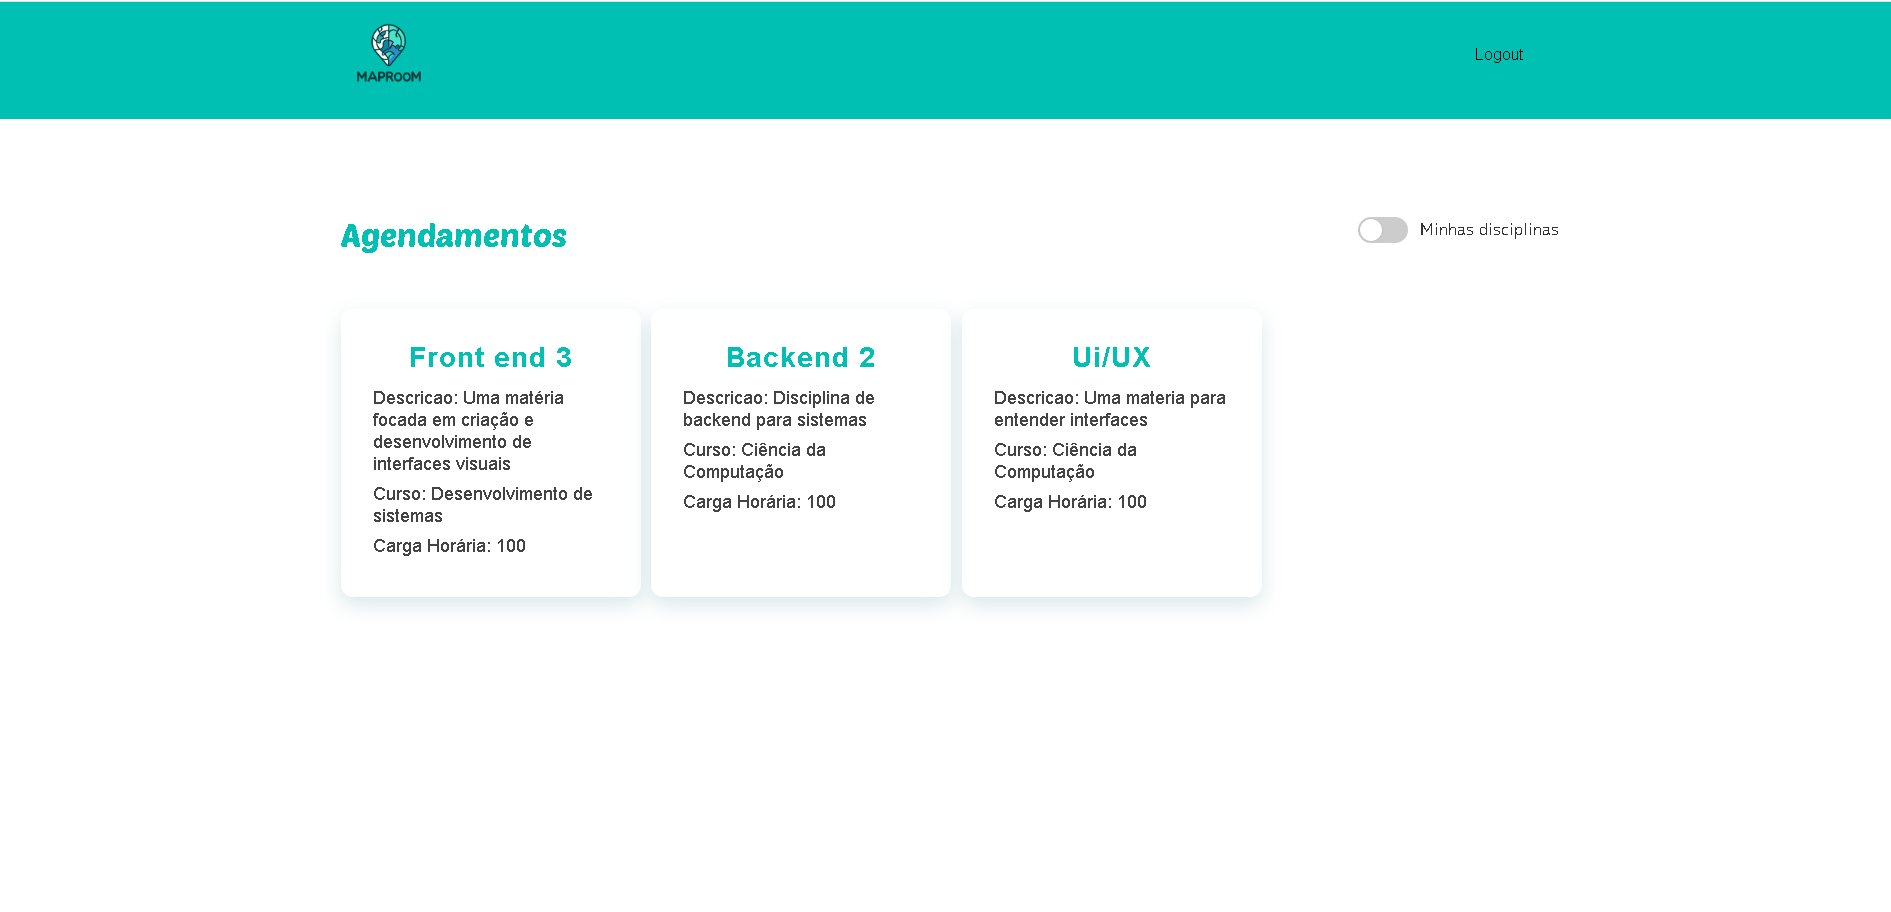 MAPROOM
Logout
Agendamentos
Minhas disciplinas
Front end 3
Descricao: Uma matéria
focada em criação e
desenvolvimento de
interfaces visuais
Curso: Desenvolvimento de
sistemas
Carga Horária: 100
Backend 2
Descricao: Disciplina de
backend para sistemas
Curso: Ciência da
Computação
Carga Horária: 100
Ui/UX
Descricao: Uma materia para
entender interfaces
Curso: Ciência da
Computação
Carga Horária: 100